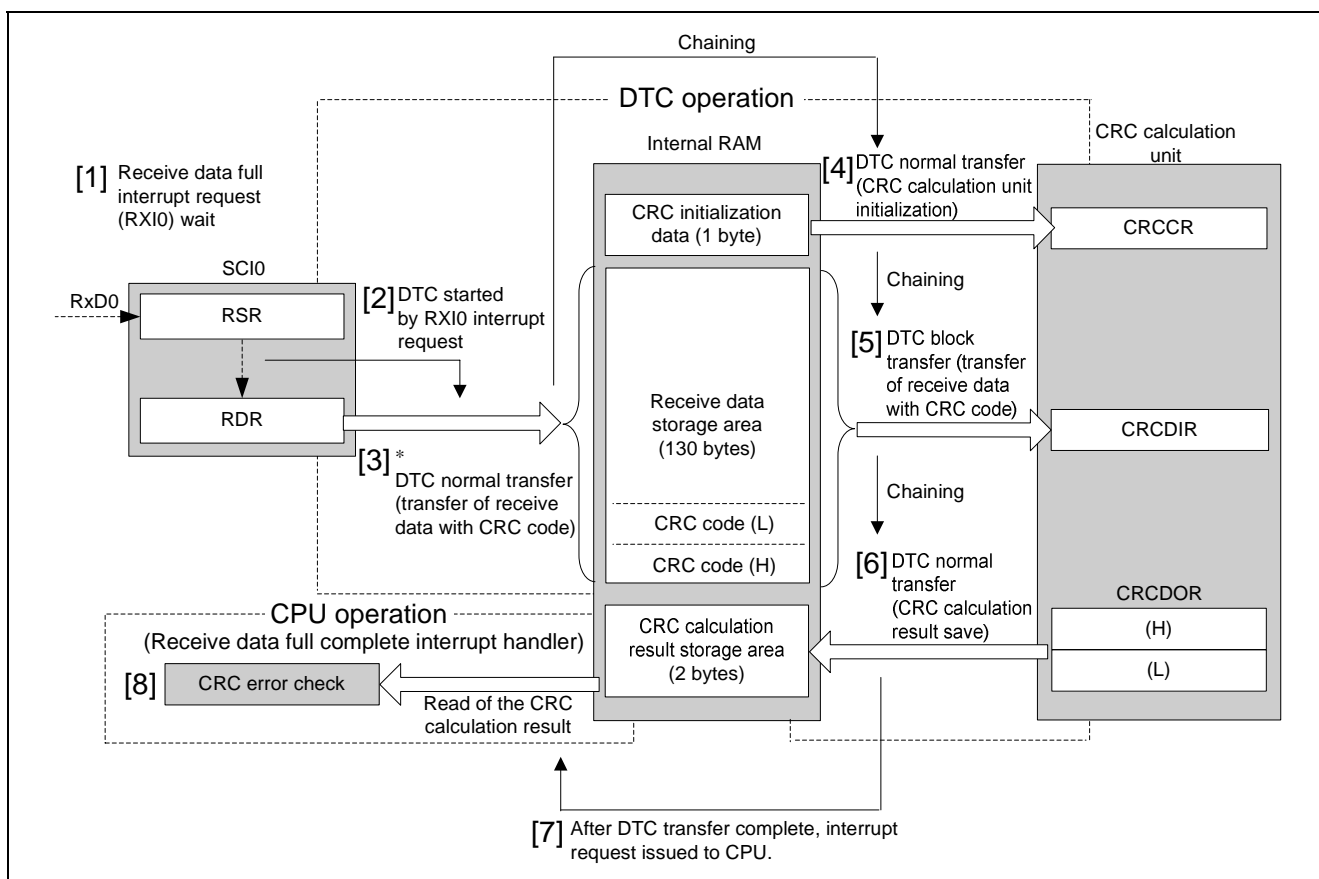 Chaining
DTC operation
Internal RAM
CRC calculation
unit
[1] Receive data full
interrupt request
(RXI0) wait
[4] DTC normal transfer
(CRC calculation unit
initialization)
CRC initialization
data (1 byte)
CRCCR
SCI0
RxD0
RSR
[2] DTC started
by RXI0 interrupt
request
Chaining
[5] DTC block
transfer (transfer
of receive data
with CRC code)
RDR
Receive data
storage area
(130 bytes)
CRCDIR
[3]*
DTC normal transfer
(transfer of receive
data with CRC code)
Chaining
CRC code (L)
CRC code (H)
[6] DTC normal
transfer
(CRC calculation
result save)
CRCDOR
(H)
(L)
CPU operation
(Receive data full complete interrupt handler)
CRC calculation
result storage area
(2 bytes)
[8] CRC error check
Read of the CRC
calculation result
[7] After DTC transfer complete, interrupt
request issued to CPU.